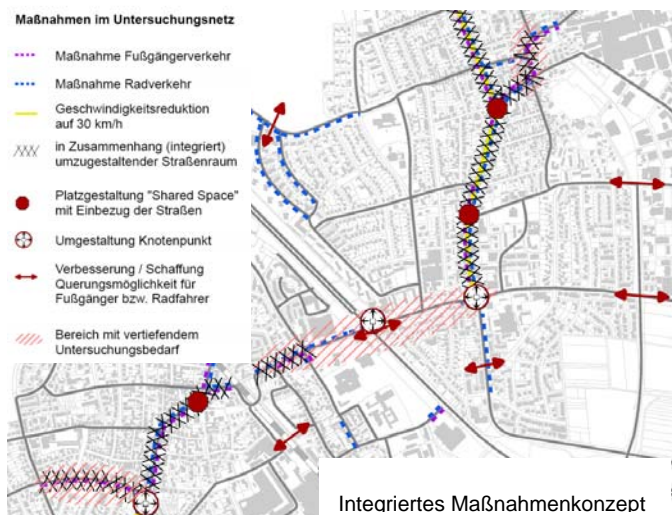 Maßnahmen im Untersuchungsnetz
Maßnahme Fußgängerverkehr
Maßnahme Radverkehr
Geschwindigkeitsreduktion
auf 30 km/h
in Zusammenhang (integriert)
umzugestaltender Straßenraum
Platzgestaltung "Shared Space"
mit Einbezug der Straßen
Umgestaltung Knotenpunkt
Verbesserung / Schaffung
Querungsmöglichkeit für
Fußgänger bzw. Radfahrer
Bereich mit vertiefendem
Untersuchungsbedarf
Integriertes Maßnahmenkonzept